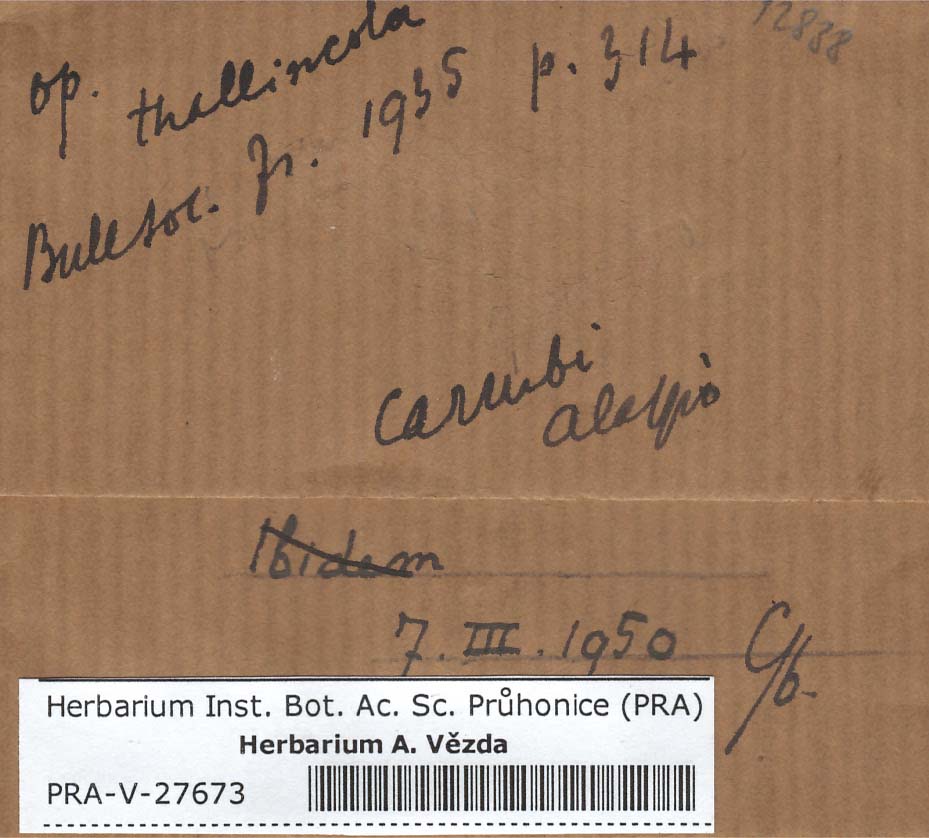 12838
op. thallincola
Bull soc. fr. 1935 p. 314
Carrubi
Alassio
Ibidem
7. III. 1950
Herbarium Inst. Bot. Ac. Sc. Průhonice (PRA)
Herbarium A. Vězda
PRA-V-27673